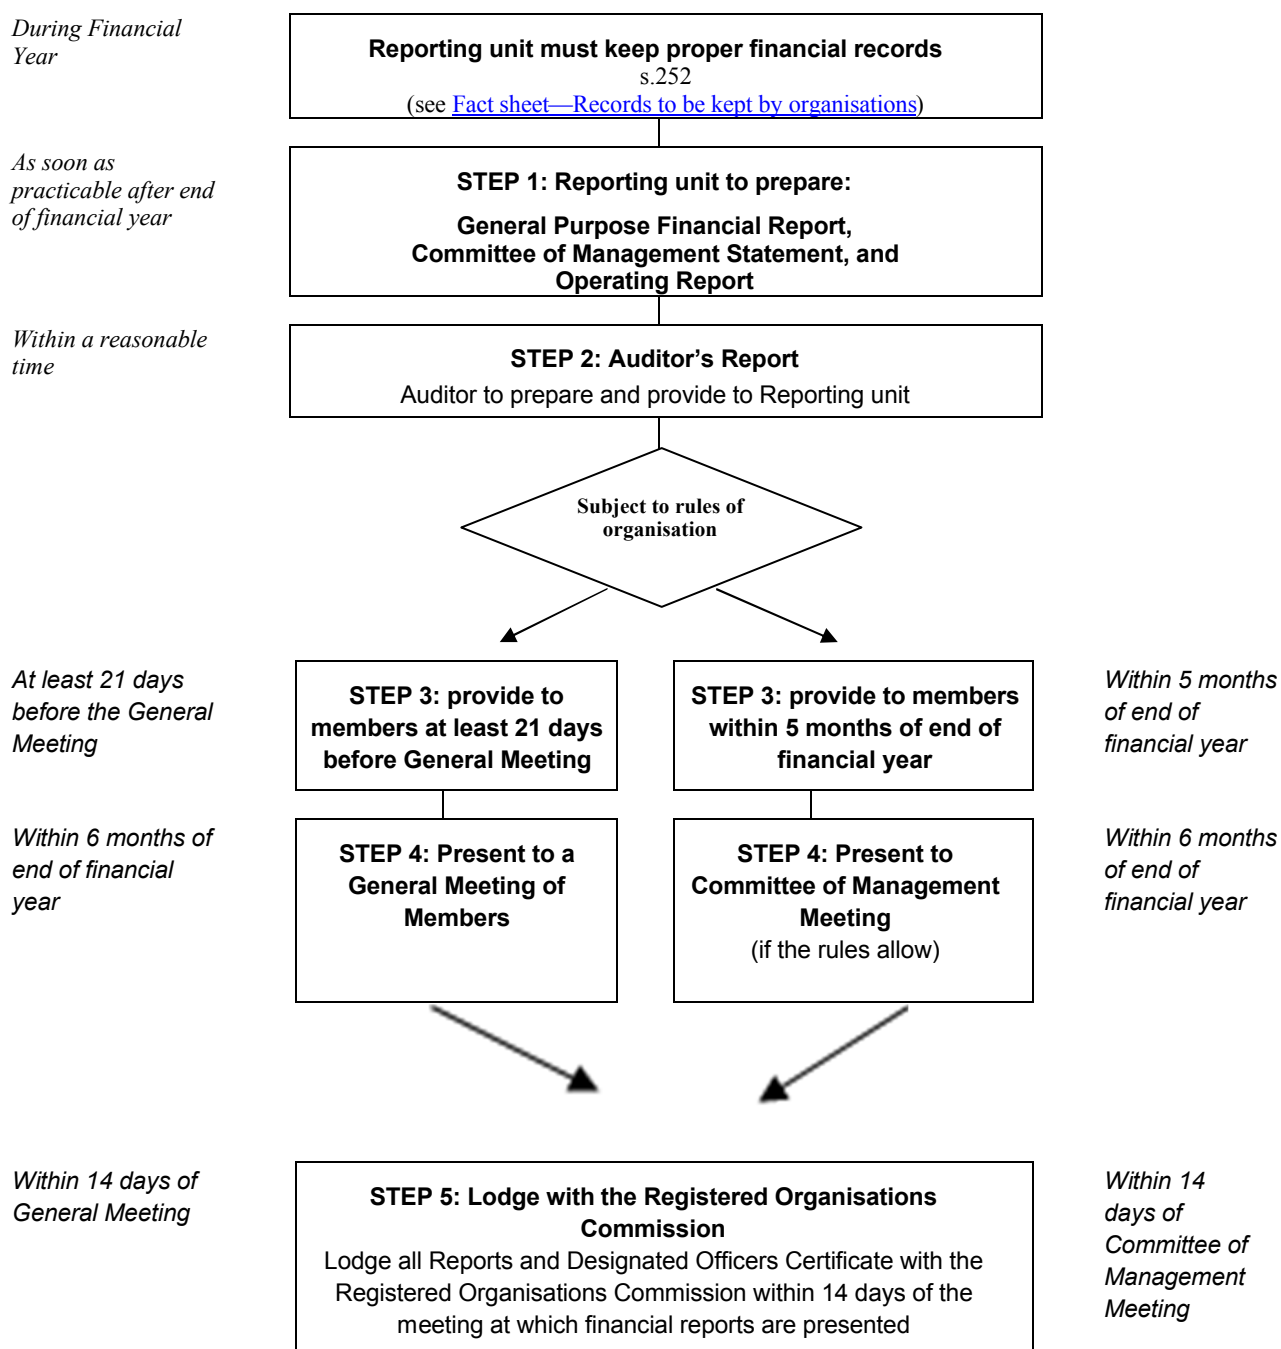 During Financial
Year
Reporting unit must keep proper financial records
s.252
(see Fact sheet—Records to be kept by organisations)
As soon as
practicable after end
of financial year
STEP 1: Reporting unit to prepare:
General Purpose Financial Report,
Committee of Management Statement, and
Operating Report
Within a reasonable
time
STEP 2: Auditor’s Report
Auditor to prepare and provide to Reporting unit
Subject to rules of
organisation
At least 21 days
before the General
Meeting
STEP 3: provide to
members at least 21 days
before General Meeting
STEP 3: provide to members
within 5 months of end of
financial year
Within 5 months
of end of
financial year
Within 6 months of
end of financial
year
STEP 4: Present to a
General Meeting of
Members
STEP 4: Present to
Committee of Management
Meeting
(if the rules allow)
Within 6 months
of end of
financial year
Within 14 days of
General Meeting
STEP 5: Lodge with the Registered Organisations
Commission
Lodge all Reports and Designated Officers Certificate with the
Registered Organisations Commission within 14 days of the
meeting at which financial reports are presented
Within 14
days of
Committee of
Management
Meeting